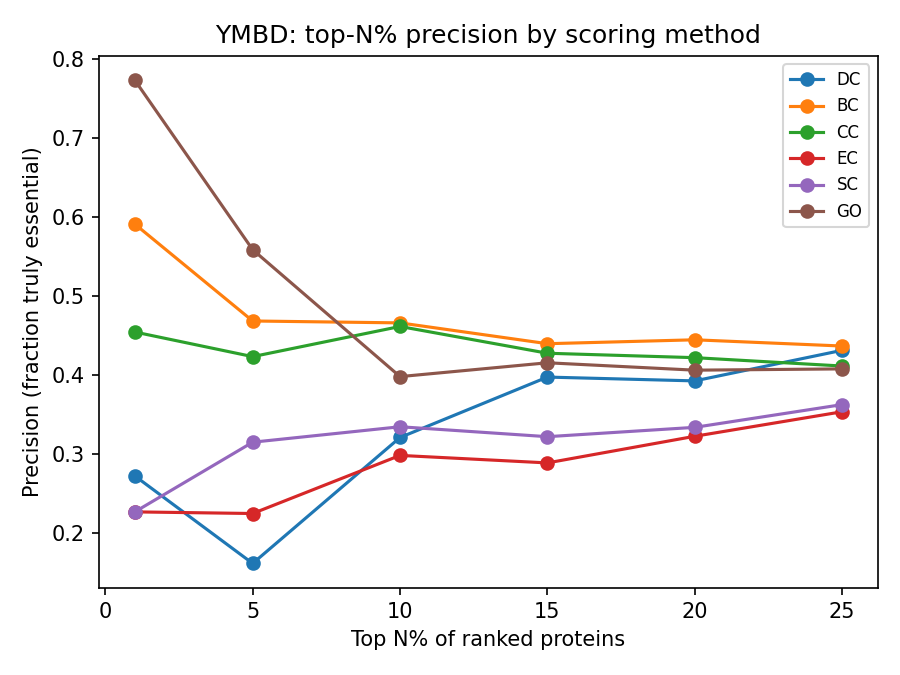 YMBD: top-N% precision by scoring method
Precision (fraction truly essential)
0.8
0.7
0.6
0.5
0.4
0.3
0.2
DC
BC
CC
EC
SC
GO
0 5 10 15 20 25
Top N% of ranked proteins